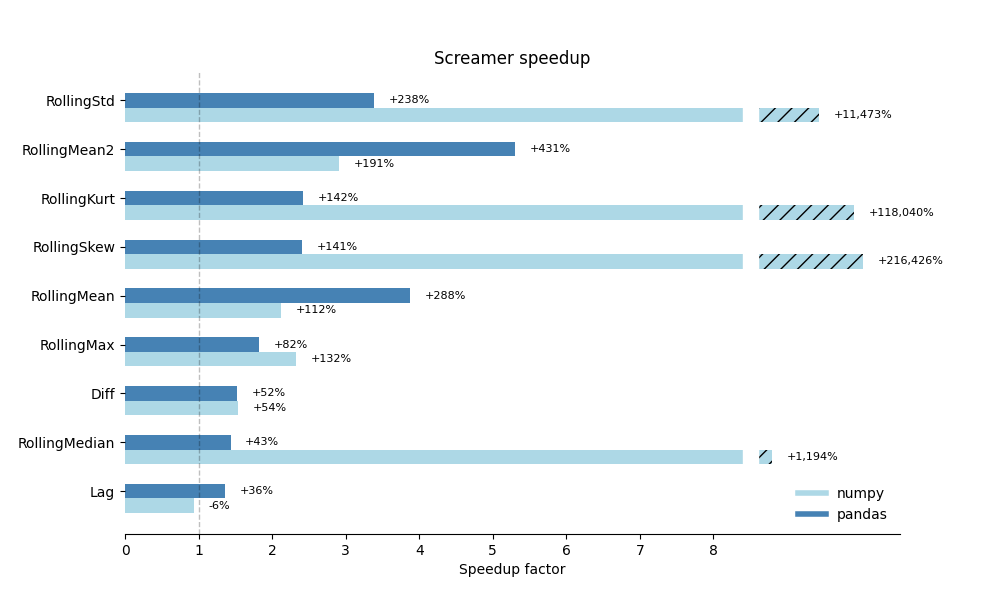 Screamer speedup
RollingStd
+238%
+11,473%
RollingMean2
+431%
+191%
RollingKurt
+142%
+118,040%
RollingSkew
+141%
+216,426%
RollingMean
+288%
+112%
RollingMax
+82%
+132%
Diff
+52%
+54%
RollingMedian
+43%
+1,194%
Lag
+36%
-6%
numpy
pandas
0 1 2 3 4 5 6 7 8
Speedup factor